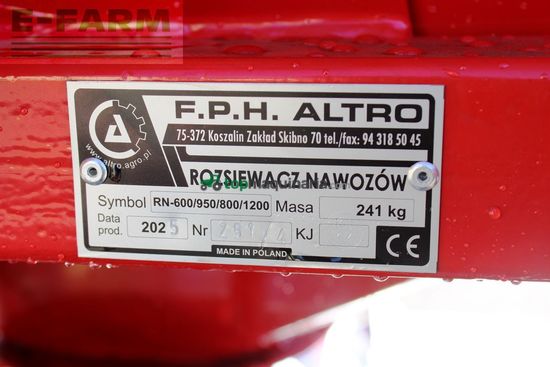 E-FARM
F.P.H. ALTRO
75-372 Koszalin Zakład Skibno 70 tel./fax: 94 318 50 45
A
www.altro.agro.pl
ROZSIEWACZ NAWOZÓW
Symbol RN-600/950/800/1200 Masa 241 kg
Data prod. 2025 Nr KJ
CE
MADE IN POLAND